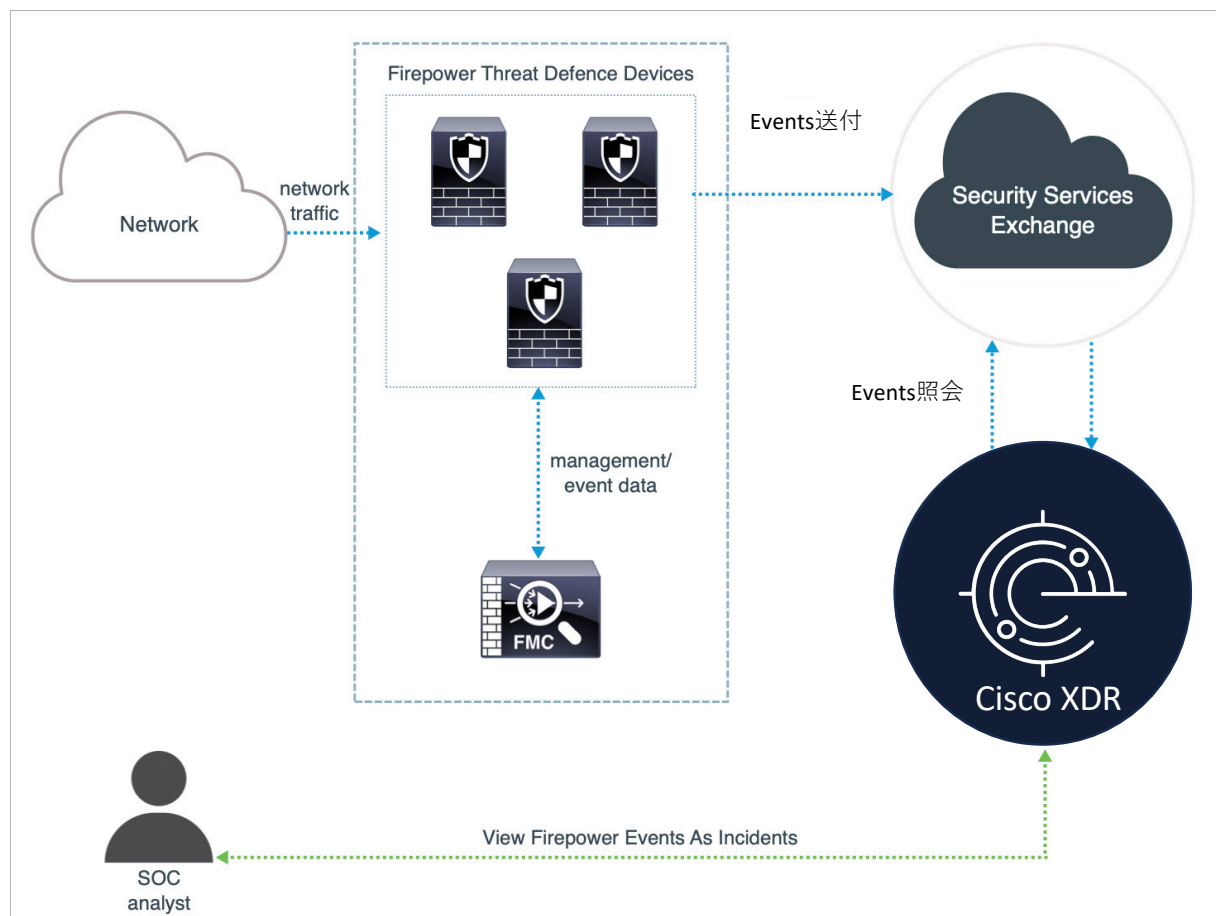 Firepower Threat Defence Devices
Events送付
network
traffic
Network
Security Services
Exchange
Events照会
management/
event data
FMC
Cisco XDR
View Firepower Events As Incidents
SOC
analyst